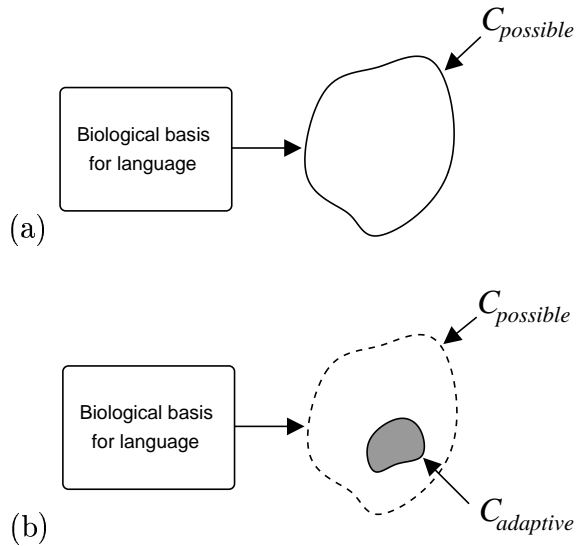 C_possible
Biological basis
for language
(a)
C_possible
Biological basis
for language
C_adaptive
(b)